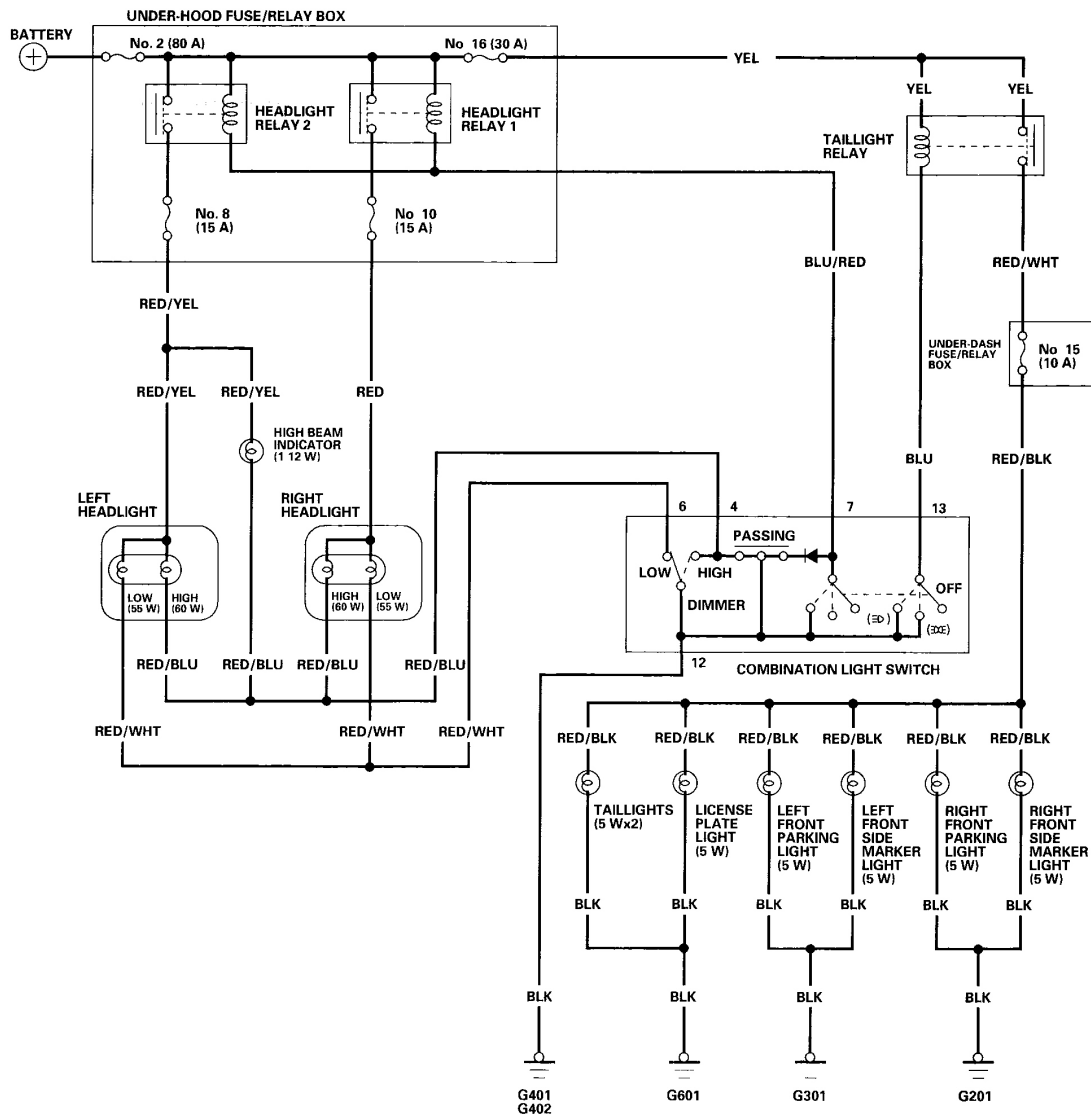 UNDER-HOOD FUSE/RELAY BOX
BATTERY
No. 2 (80 A)
No 16 (30 A)
YEL
YEL
YEL
HEADLIGHT
RELAY 2
HEADLIGHT
RELAY 1
TAILLIGHT
RELAY
No. 8
(15 A)
No 10
(15 A)
BLU/RED
RED/WHT
RED/YEL
UNDER-DASH
FUSE/RELAY
BOX
No 15
(10 A)
RED/YEL
RED/YEL
RED
HIGH BEAM
INDICATOR
(1 12 W)
BLU
RED/BLK
LEFT
HEADLIGHT
RIGHT
HEADLIGHT
6
4
7
13
PASSING
LOW
HIGH
OFF
DIMMER
LOW
(55 W)
HIGH
(60 W)
HIGH
(60 W)
LOW
(55 W)
12
COMBINATION LIGHT SWITCH
RED/BLU
RED/BLU
RED/BLU
RED/BLU
RED/WHT
RED/WHT
RED/WHT
RED/BLK
RED/BLK
RED/BLK
RED/BLK
RED/BLK
RED/BLK
TAILLIGHTS
(5 Wx2)
LICENSE
PLATE
LIGHT
(5 W)
LEFT
FRONT
PARKING
LIGHT
(5 W)
LEFT
FRONT
SIDE
MARKER
LIGHT
(5 W)
RIGHT
FRONT
PARKING
LIGHT
(5 W)
RIGHT
FRONT
SIDE
MARKER
LIGHT
(5 W)
BLK
BLK
BLK
BLK
BLK
BLK
BLK
BLK
BLK
BLK
G401
G402
G601
G301
G201